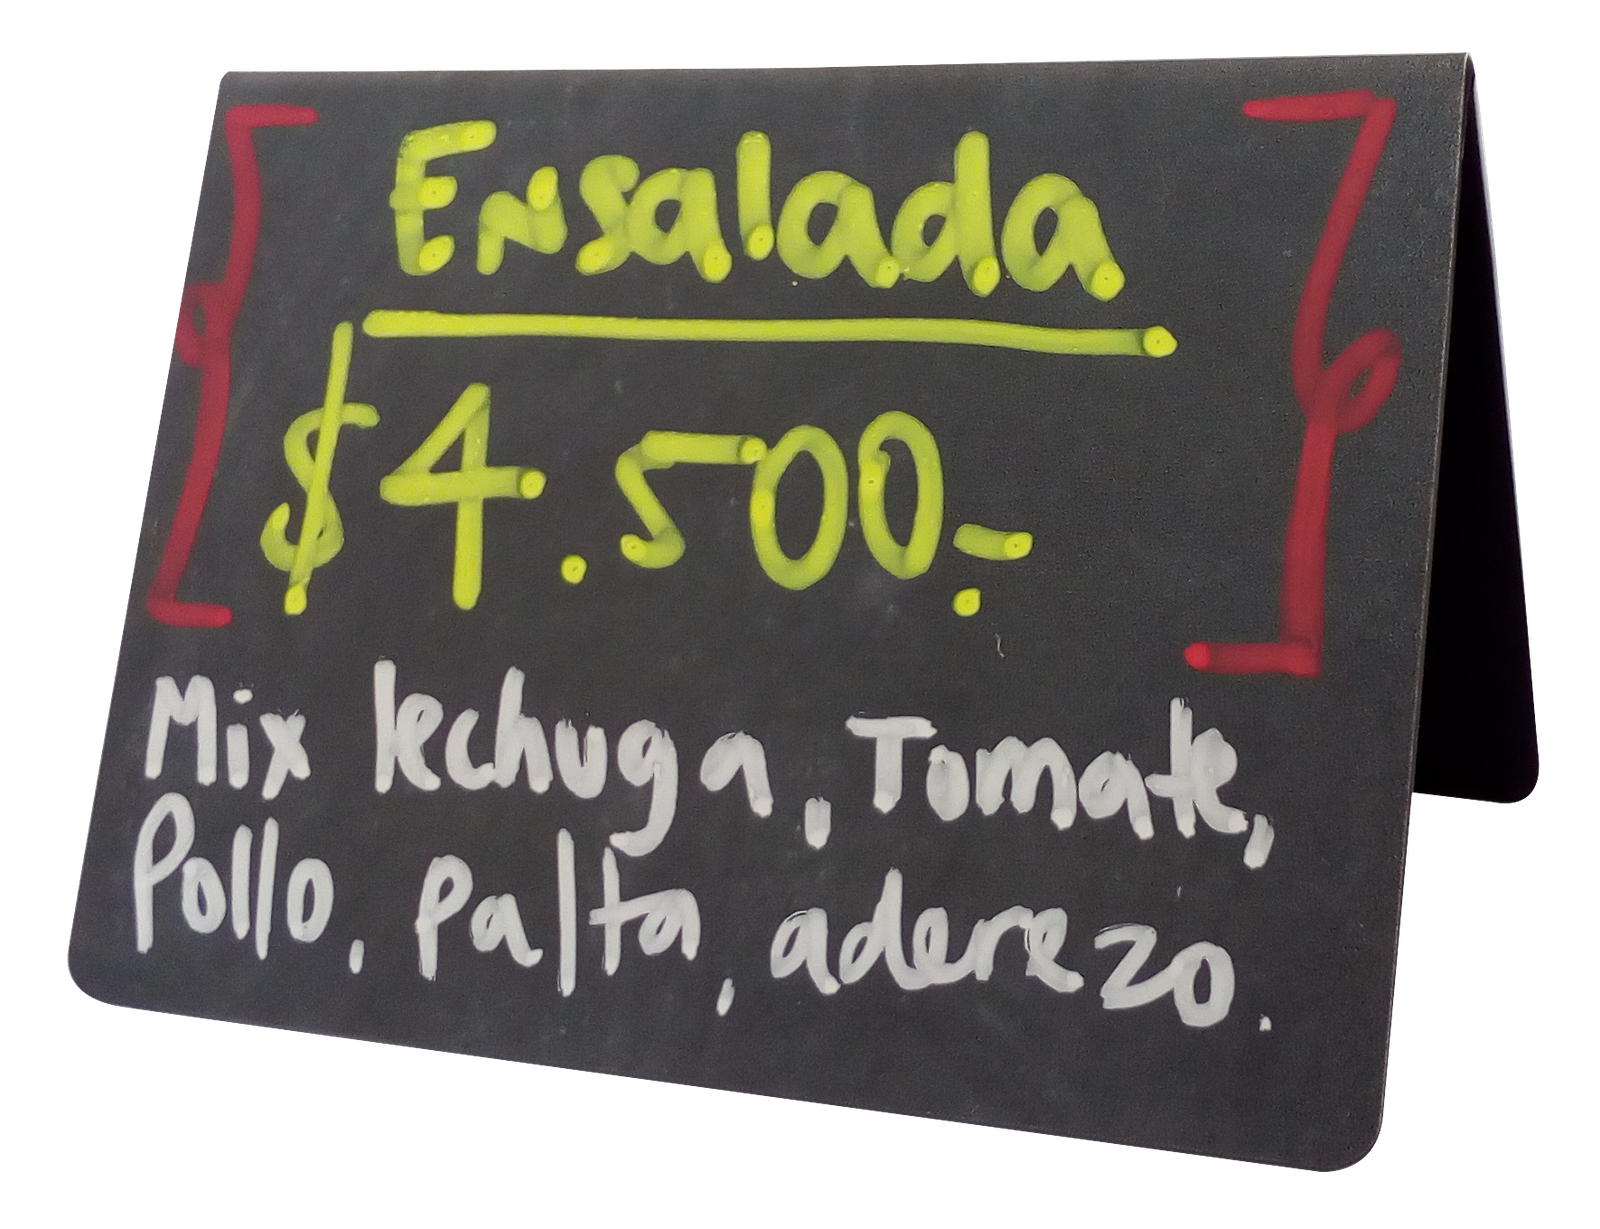 Ensalada
$4.500.-
Mix lechuga, Tomate,
Pollo, palta, aderezo.